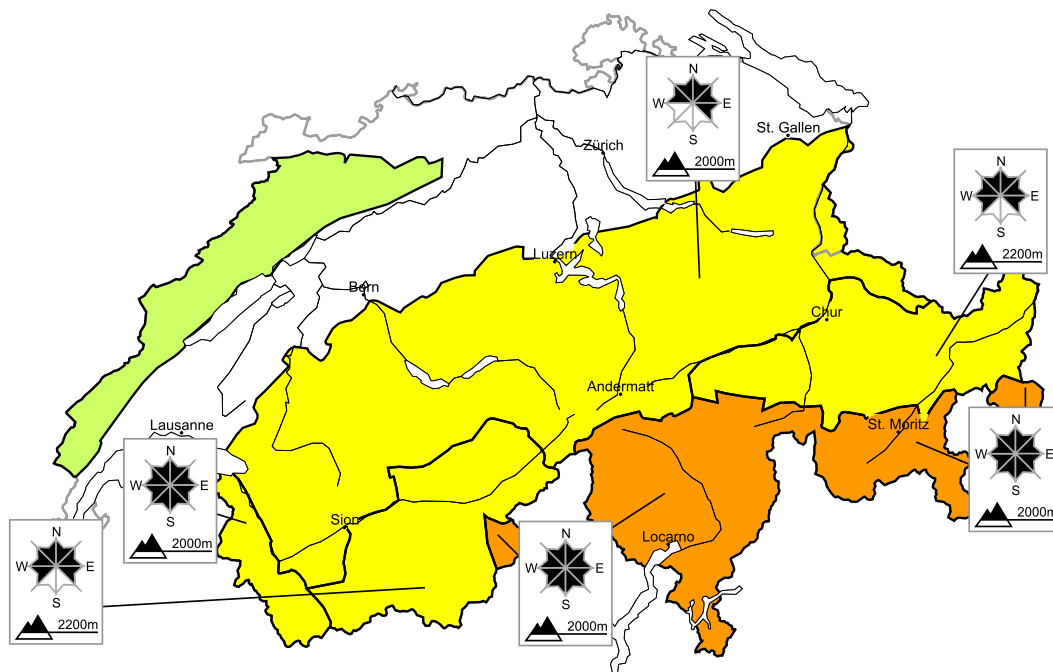 N
W E
S
2000m
St. Gallen
Zürich
N
W E
S
2200m
Luzern
Bern
Chur
Andermatt
Lausanne
St. Moritz
N
W E
S
2000m
N
W E
S
2000m
Sion
N
W E
S
2200m
Locarno
N
W E
S
2000m